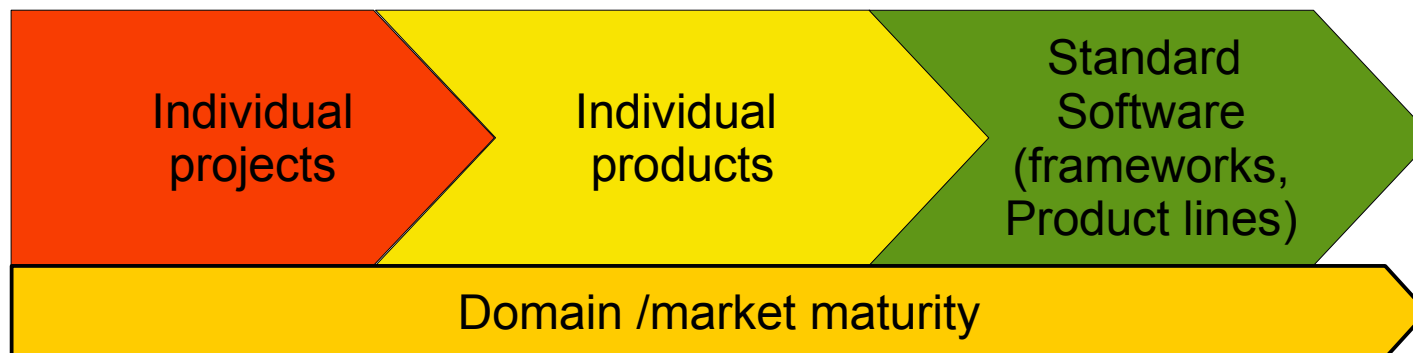 Individual
projects
Individual
products
Standard
Software
(frameworks,
Product lines)
Domain /market maturity